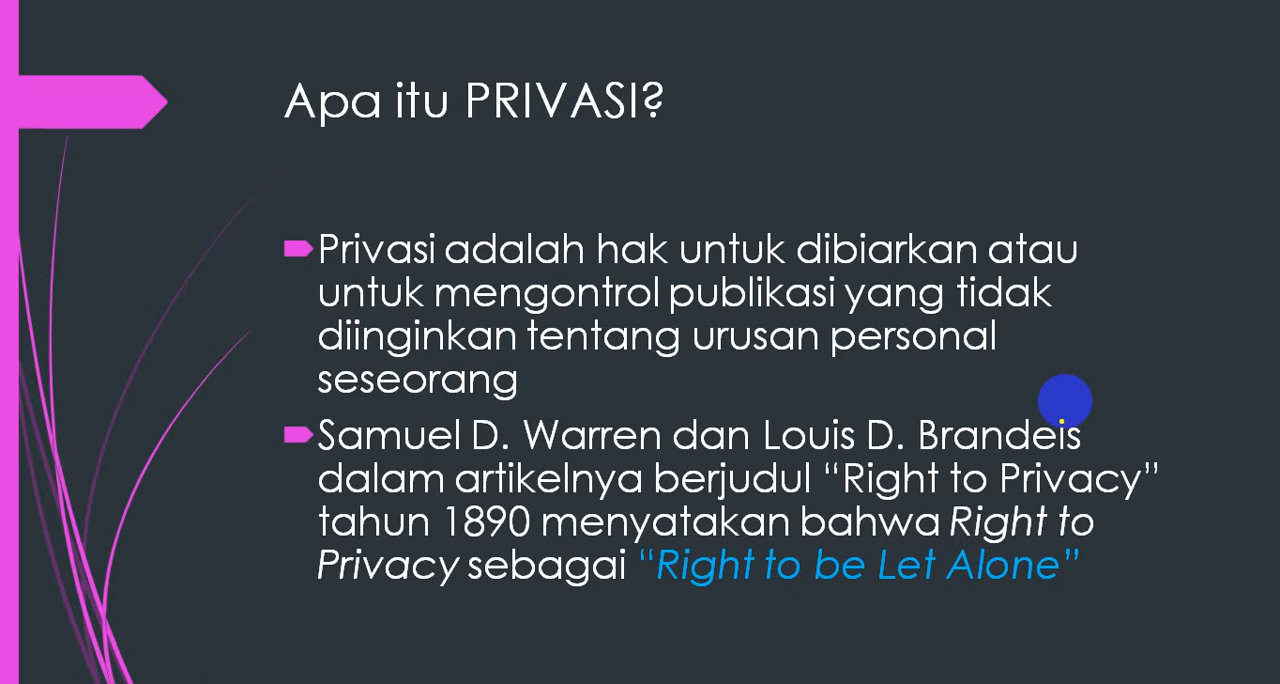 Apa itu PRIVASI?
Privasi adalah hak untuk dibiarkan atau
untuk mengontrol publikasi yang tidak
diinginkan tentang urusan personal
seseorang
Samuel D. Warren dan Louis D. Brandeis
dalam artikelnya berjudul “Right to Privacy”
tahun 1890 menyatakan bahwa Right to
Privacy sebagai “Right to be Let Alone”